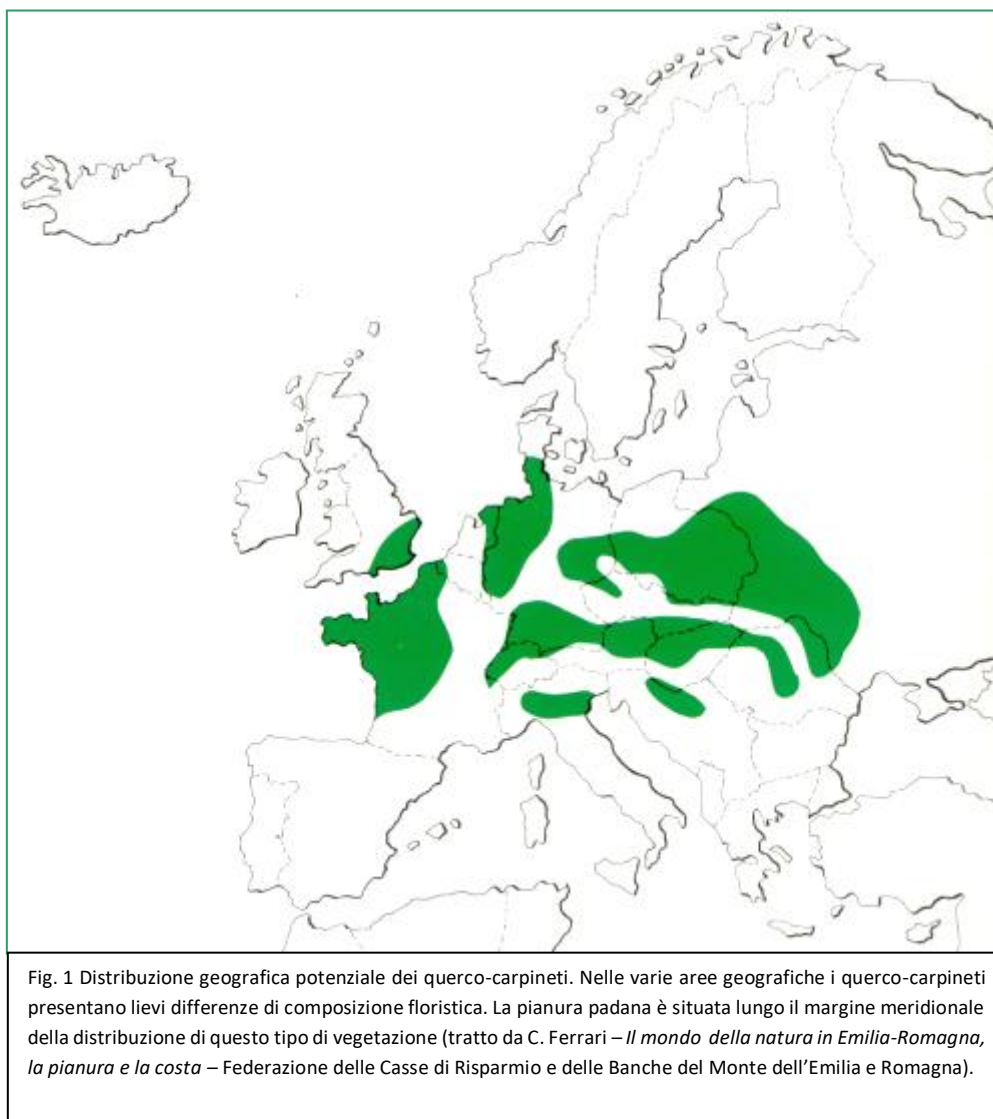 Fig. 1 Distribuzione geografica potenziale dei querco-carpineti. Nelle varie aree geografiche i querco-carpineti
presentano lievi differenze di composizione floristica. La pianura padana è situata lungo il margine meridionale
della distribuzione di questo tipo di vegetazione (tratto da C. Ferrari – Il mondo della natura in Emilia-Romagna,
la pianura e la costa – Federazione delle Casse di Risparmio e delle Banche del Monte dell’Emilia e Romagna).